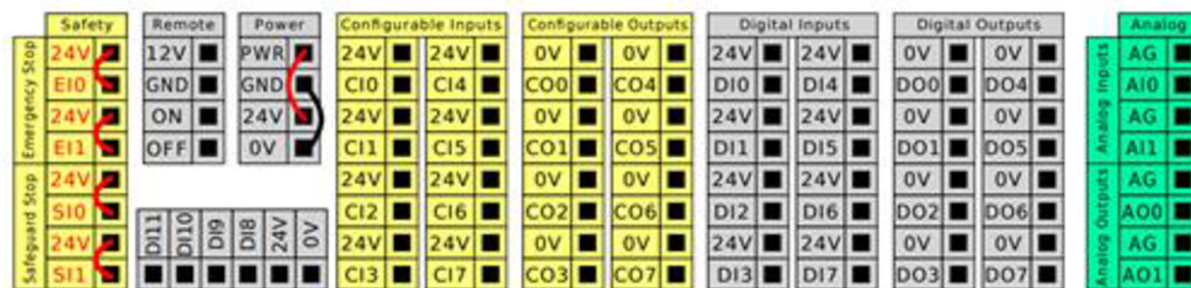 Safety
Emergency Stop
24V
EI0
24V
EI1
Safeguard Stop
24V
SI0
24V
SI1
Remote
12V
GND
ON
OFF
Power
PWR
GND
24V
0V
DI11 DI10 DI9 DI8 24V 0V
Configurable Inputs
24V 24V
CI0 CI4
24V 24V
CI1 CI5
24V 24V
CI2 CI6
24V 24V
CI3 CI7
Configurable Outputs
0V 0V
CO0 CO4
0V 0V
CO1 CO5
0V 0V
CO2 CO6
0V 0V
CO3 CO7
Digital Inputs
24V 24V
DI0 DI4
24V 24V
DI1 DI5
24V 24V
DI2 DI6
24V 24V
DI3 DI7
Digital Outputs
0V 0V
DO0 DO4
0V 0V
DO1 DO5
0V 0V
DO2 DO6
0V 0V
DO3 DO7
Analog
Analog Inputs
AG
AI0
AG
AI1
Analog Outputs
AG
AO0
AG
AO1